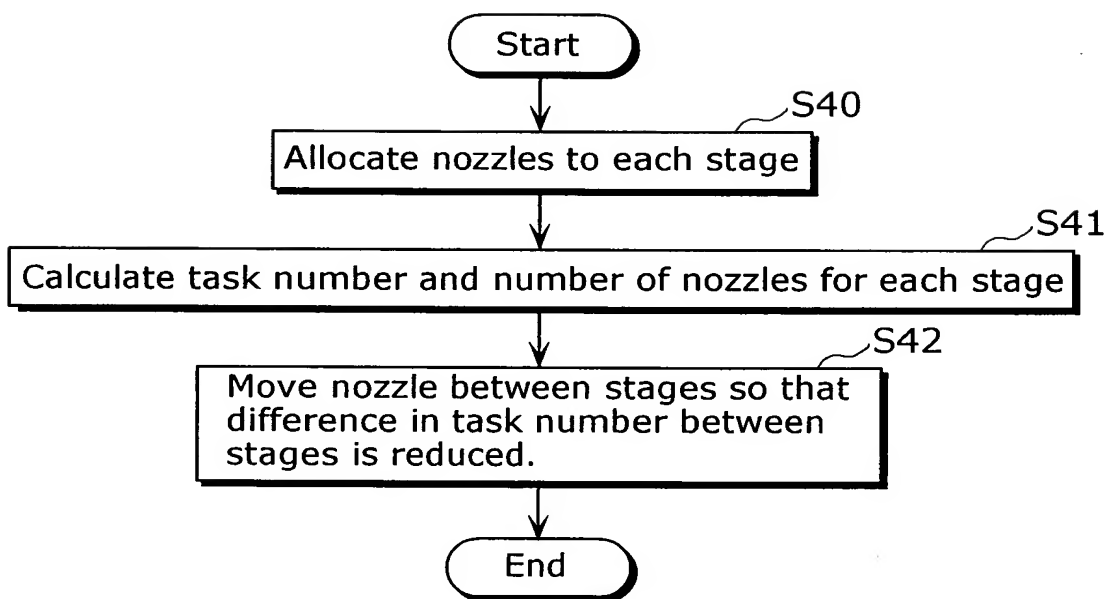 Start
S40
Allocate nozzles to each stage
S41
Calculate task number and number of nozzles for each stage
S42
Move nozzle between stages so that
difference in task number between
stages is reduced.
End